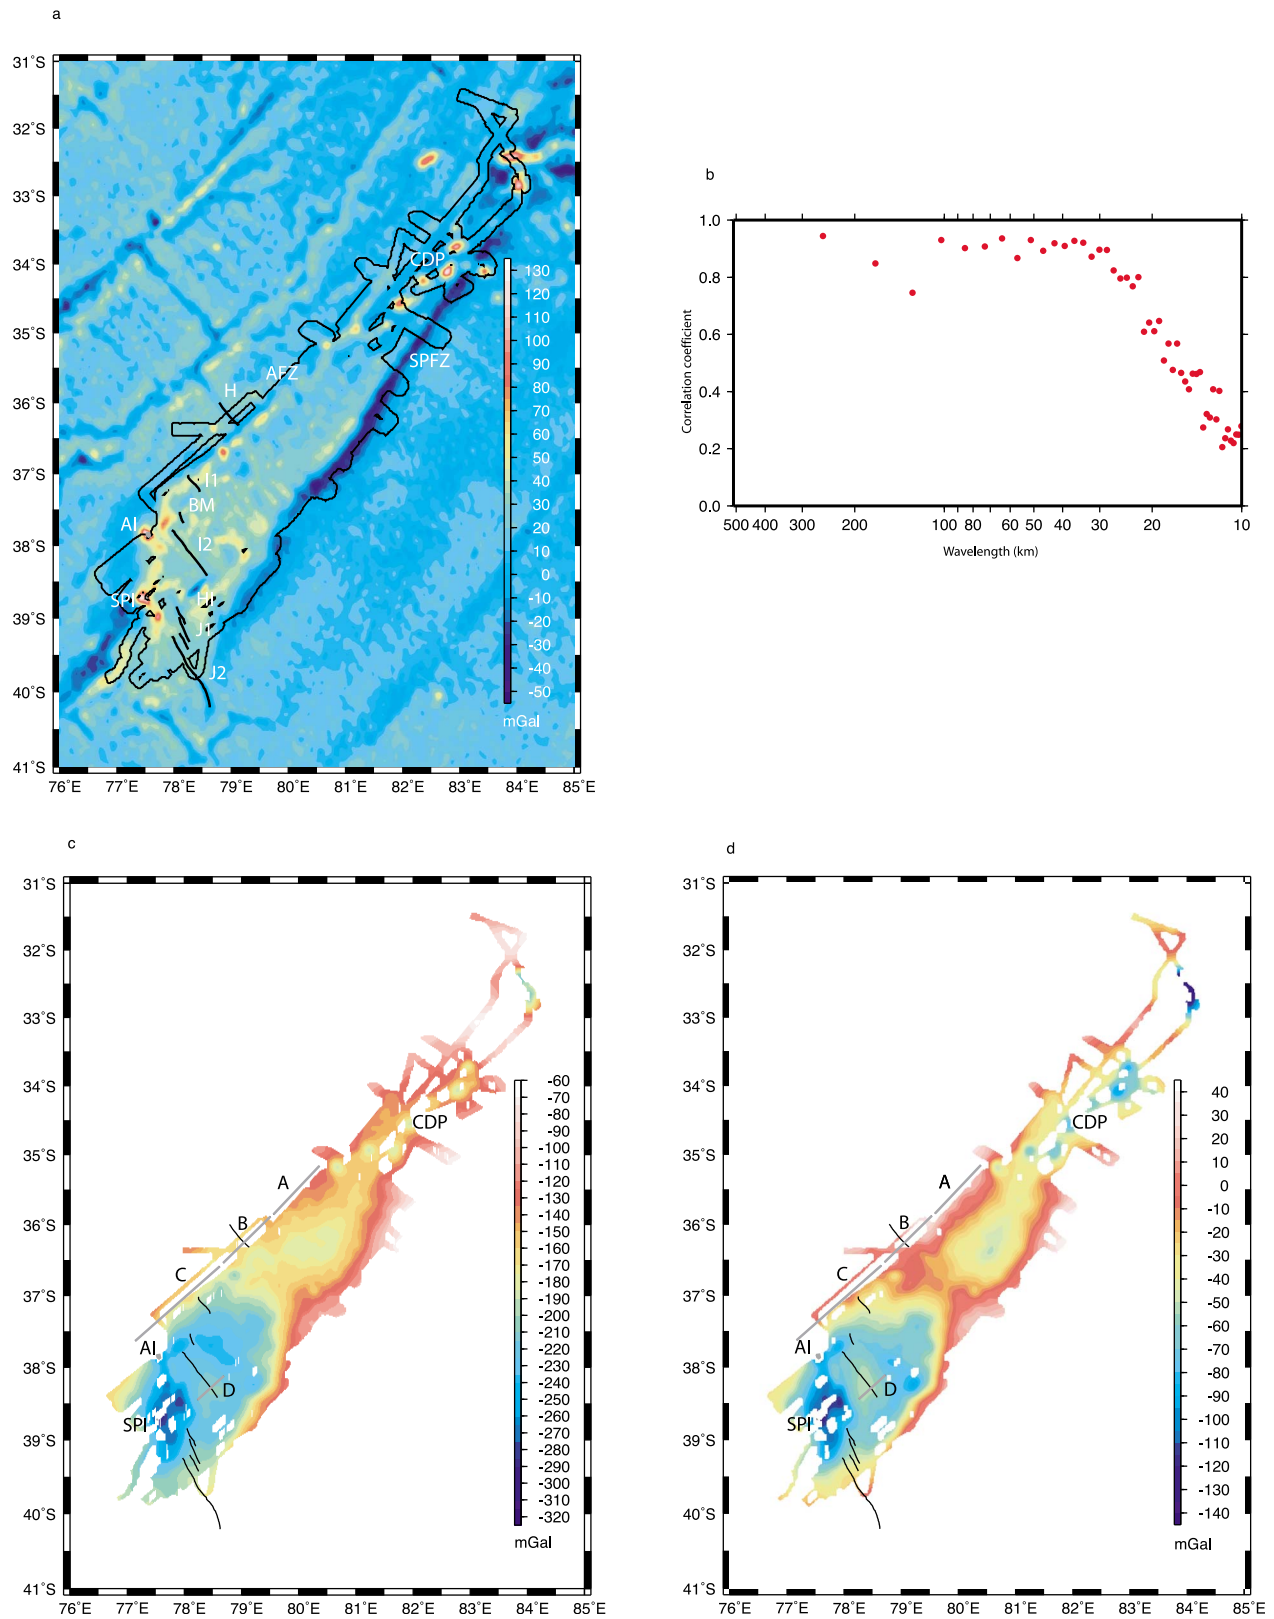 a
31°S
32°S
33°S
34°S
35°S
36°S
37°S
38°S
39°S
40°S
41°S
76°E 77°E 78°E 79°E 80°E 81°E 82°E 83°E 84°E 85°E
CDP
SPFZ
AFZ
H
I1
BM
AI
I2
SPI
HI
J1
J2
130
120
110
100
90
80
70
60
50
40
30
20
10
0
-10
-20
-30
-40
-50
mGal
b
Correlation coefficient
1.0
0.8
0.6
0.4
0.2
0.0
500 400 300 200 100 80 60 50 40 30 20 10
Wavelength (km)
c
31°S
32°S
33°S
34°S
35°S
36°S
37°S
38°S
39°S
40°S
41°S
76°E 77°E 78°E 79°E 80°E 81°E 82°E 83°E 84°E 85°E
CDP
A
B
C
AI
D
SPI
-60
-70
-80
-90
-100
-110
-120
-130
-140
-150
-160
-170
-180
-190
-200
-210
-220
-230
-240
-250
-260
-270
-280
-290
-300
-310
-320
mGal
d
31°S
32°S
33°S
34°S
35°S
36°S
37°S
38°S
39°S
40°S
41°S
76°E 77°E 78°E 79°E 80°E 81°E 82°E 83°E 84°E 85°E
CDP
A
B
C
AI
D
SPI
40
30
20
10
0
-10
-20
-30
-40
-50
-60
-70
-80
-90
-100
-110
-120
-130
-140
mGal